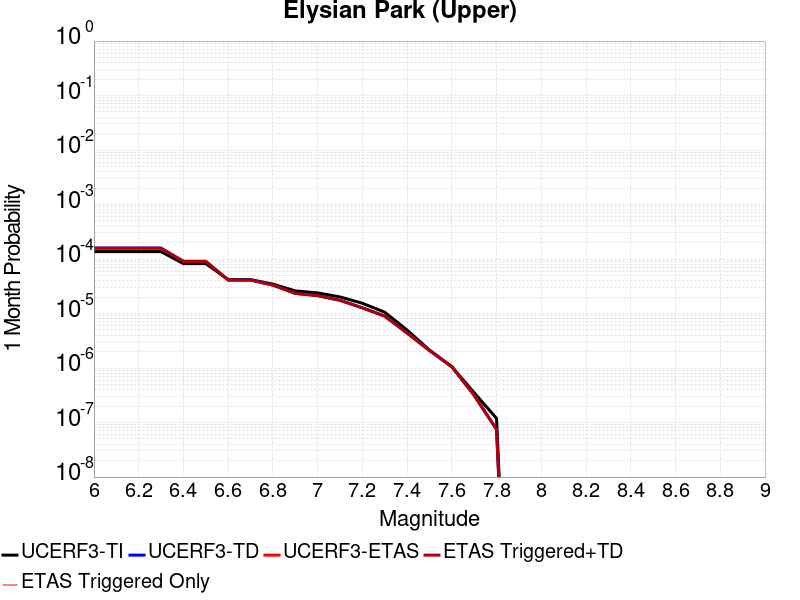 Elysian Park (Upper)
10^0
10^-1
10^-2
10^-3
10^-4
10^-5
10^-6
10^-7
10^-8
1 Month Probability
6 6.2 6.4 6.6 6.8 7 7.2 7.4 7.6 7.8 8 8.2 8.4 8.6 8.8 9
Magnitude
UCERF3-TI UCERF3-TD UCERF3-ETAS ETAS Triggered+TD
ETAS Triggered Only